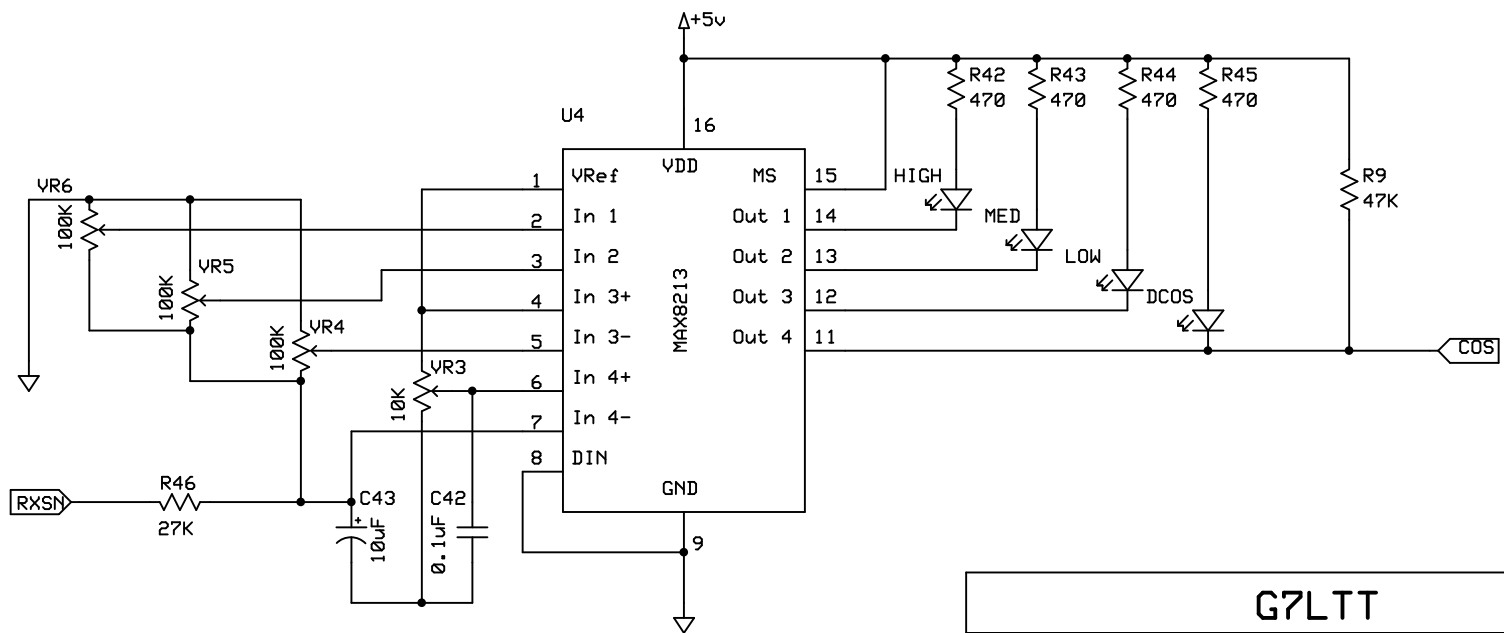 +5v
U4
16
VDD
1 VRef
MS 15
In 1
2
Out 1 14
In 2
3
Out 2 13
In 3+
4
Out 3 12
In 3-
5
Out 4 11
In 4+
6
In 4-
7
DIN
8
GND
9
MAX8213
R42
470
R43
470
R44
470
R45
470
R9
47K
HIGH
MED
LOW
DCOS
COS
VR6
100K
VR5
100K
VR4
100K
VR3
10K
RXSN
R46
27K
C43
+
10uF
C42
0.1uF
G7LTT